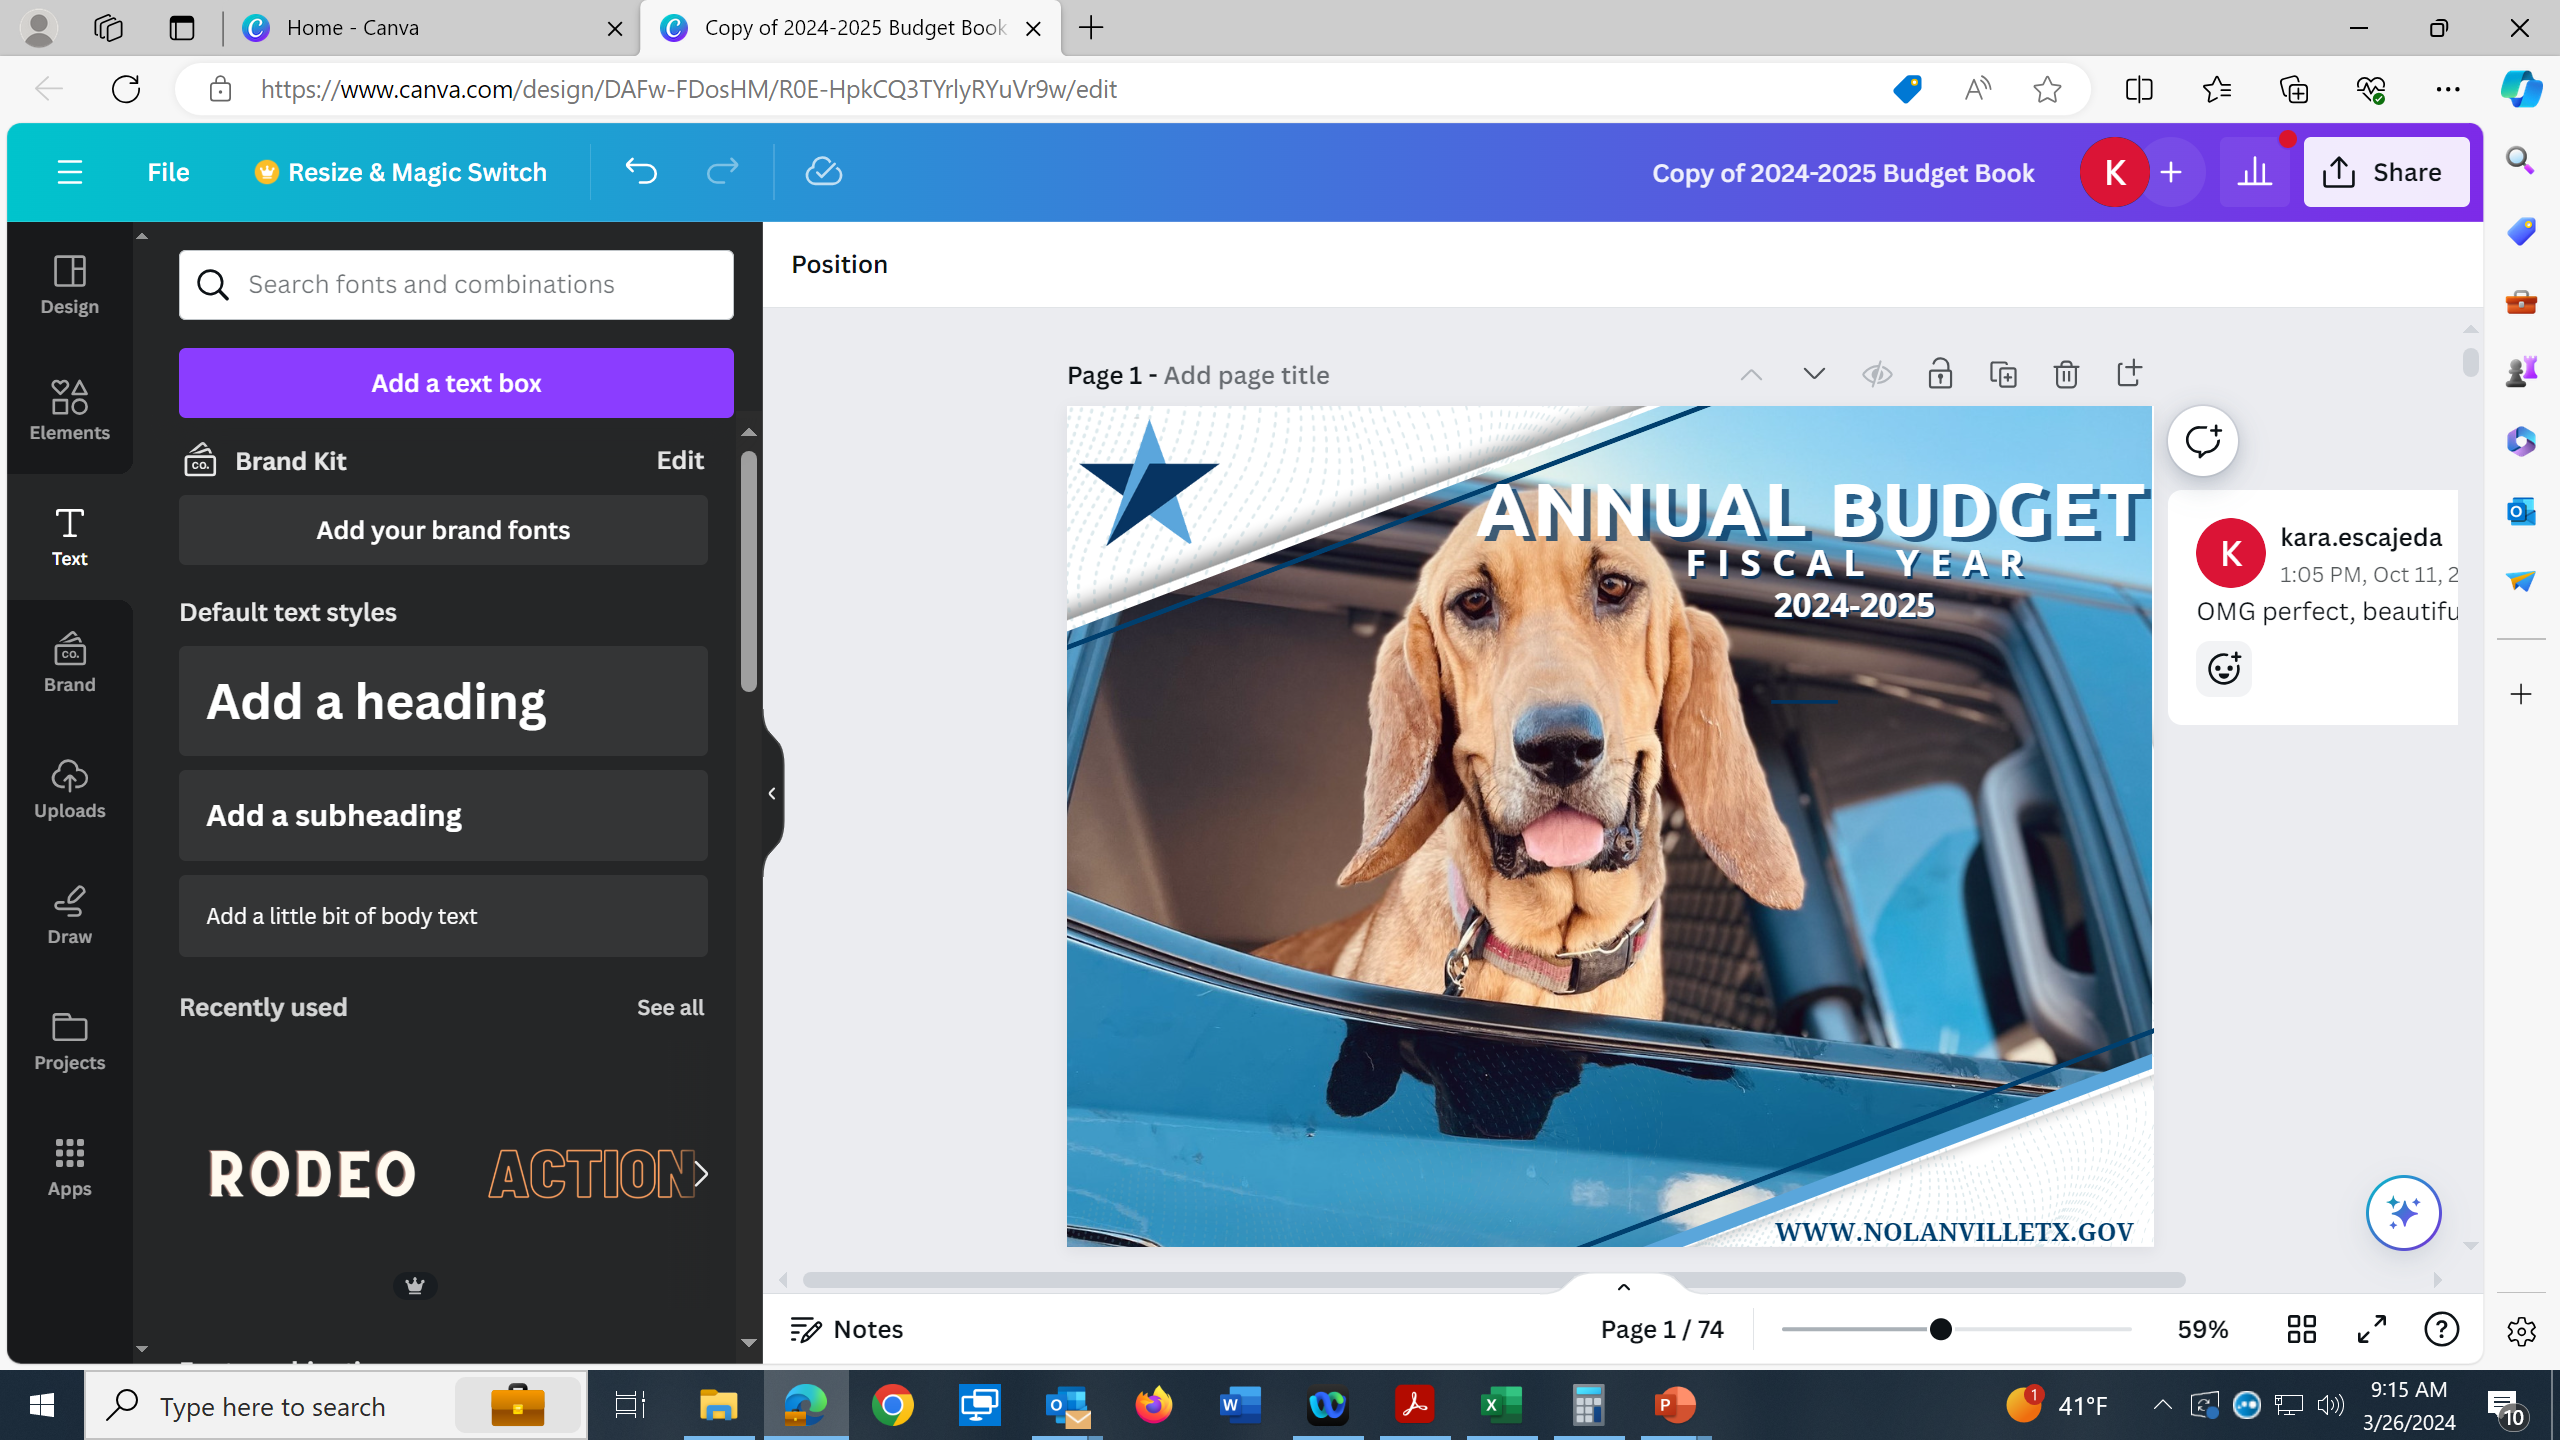 Home - Canva
Copy of 2024-2025 Budget Book
https://www.canva.com/design/DAFw-FDosHM/R0E-HpkCQ3TYrlyRYuVr9w/edit
File
Resize & Magic Switch
Copy of 2024-2025 Budget Book
K
Share
Design
Elements
Text
Brand
Uploads
Draw
Projects
Apps
Search fonts and combinations
Add a text box
Brand Kit
Edit
Add your brand fonts
Default text styles
Add a heading
Add a subheading
Add a little bit of body text
Recently used
See all
RODEO
ACTION
Position
Page 1 - Add page title
ANNUAL BUDGET
FISCAL YEAR
2024-2025
WWW.NOLANVILLETX.GOV
K
kara.escajeda
1:05 PM, Oct 11, 2
OMG perfect, beautifu
Notes
Page 1 / 74
59%
Type here to search
1
41°F
9:15 AM
3/26/2024
10